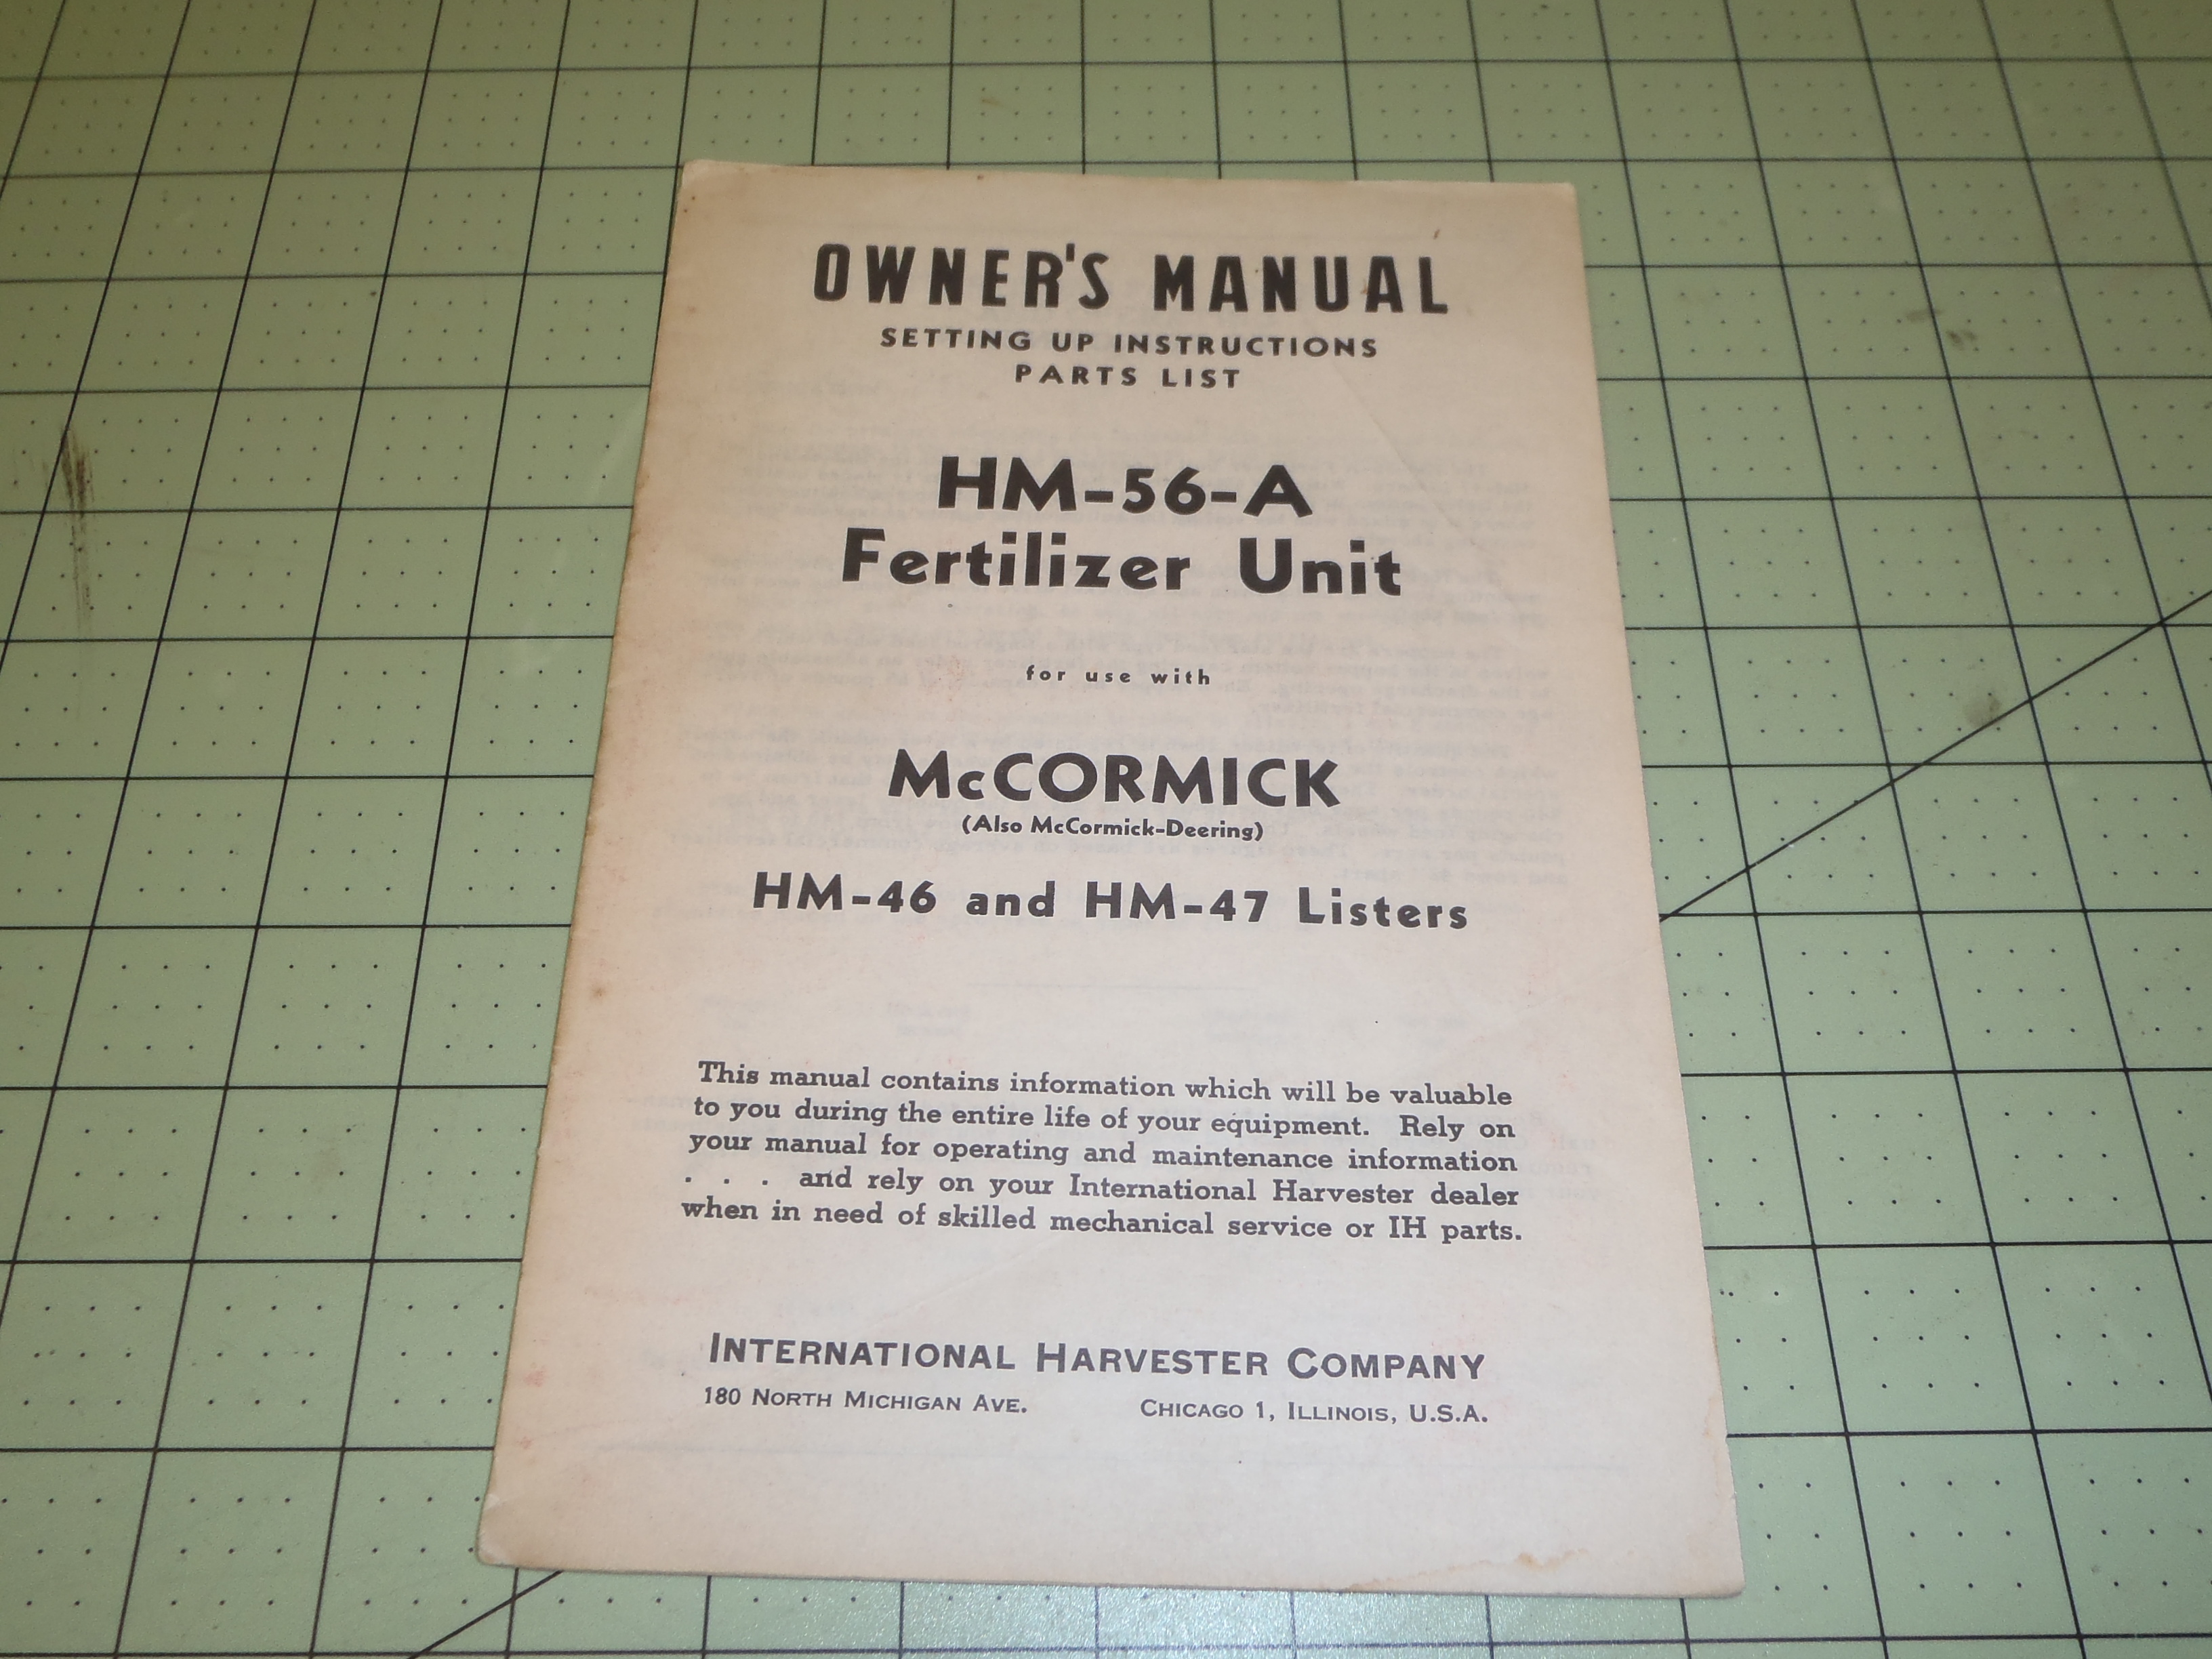 OWNER'S MANUAL
SETTING UP INSTRUCTIONS
PARTS LIST
HM-56-A
Fertilizer Unit
for use with
McCORMICK
(Also McCormick-Deering)
HM-46 and HM-47 Listers
This manual contains information which will be valuable
to you during the entire life of your equipment. Rely on
your manual for operating and maintenance information
. . . and rely on your International Harvester dealer
when in need of skilled mechanical service or IH parts.
INTERNATIONAL HARVESTER COMPANY
180 NORTH MICHIGAN AVE. CHICAGO 1, ILLINOIS, U.S.A.